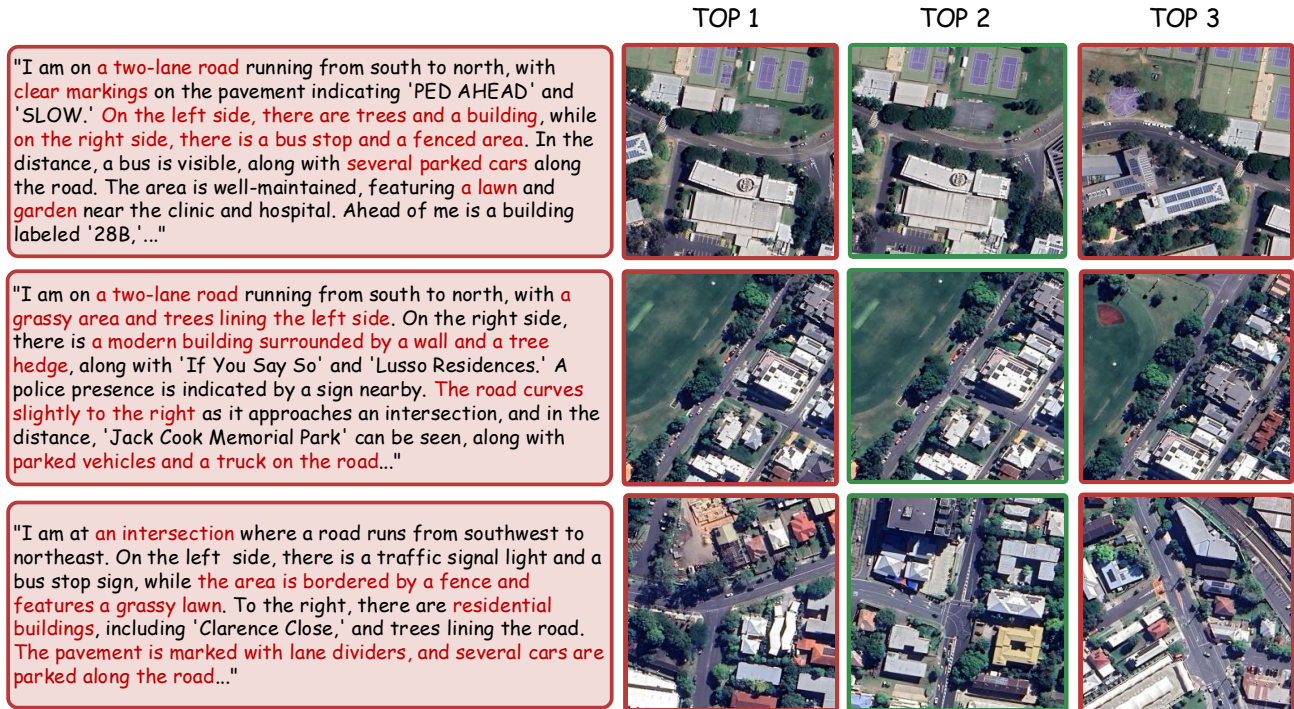 TOP 1 TOP 2 TOP 3
"I am on a two-lane road running from south to north, with
clear markings on the pavement indicating 'PED AHEAD' and
'SLOW.' On the left side, there are trees and a building, while
on the right side, there is a bus stop and a fenced area. In the
distance, a bus is visible, along with several parked cars along
the road. The area is well-maintained, featuring a lawn and
garden near the clinic and hospital. Ahead of me is a building
labeled '28B,'..."
"I am on a two-lane road running from south to north, with a
grassy area and trees lining the left side. On the right side,
there is a modern building surrounded by a wall and a tree
hedge, along with 'If You Say So' and 'Lusso Residences.' A
police presence is indicated by a sign nearby. The road curves
slightly to the right as it approaches an intersection, and in the
distance, 'Jack Cook Memorial Park' can be seen, along with
parked vehicles and a truck on the road..."
"I am at an intersection where a road runs from southwest to
northeast. On the left side, there is a traffic signal light and a
bus stop sign, while the area is bordered by a fence and
features a grassy lawn. To the right, there are residential
buildings, including 'Clarence Close,' and trees lining the road.
The pavement is marked with lane dividers, and several cars are
parked along the road..."